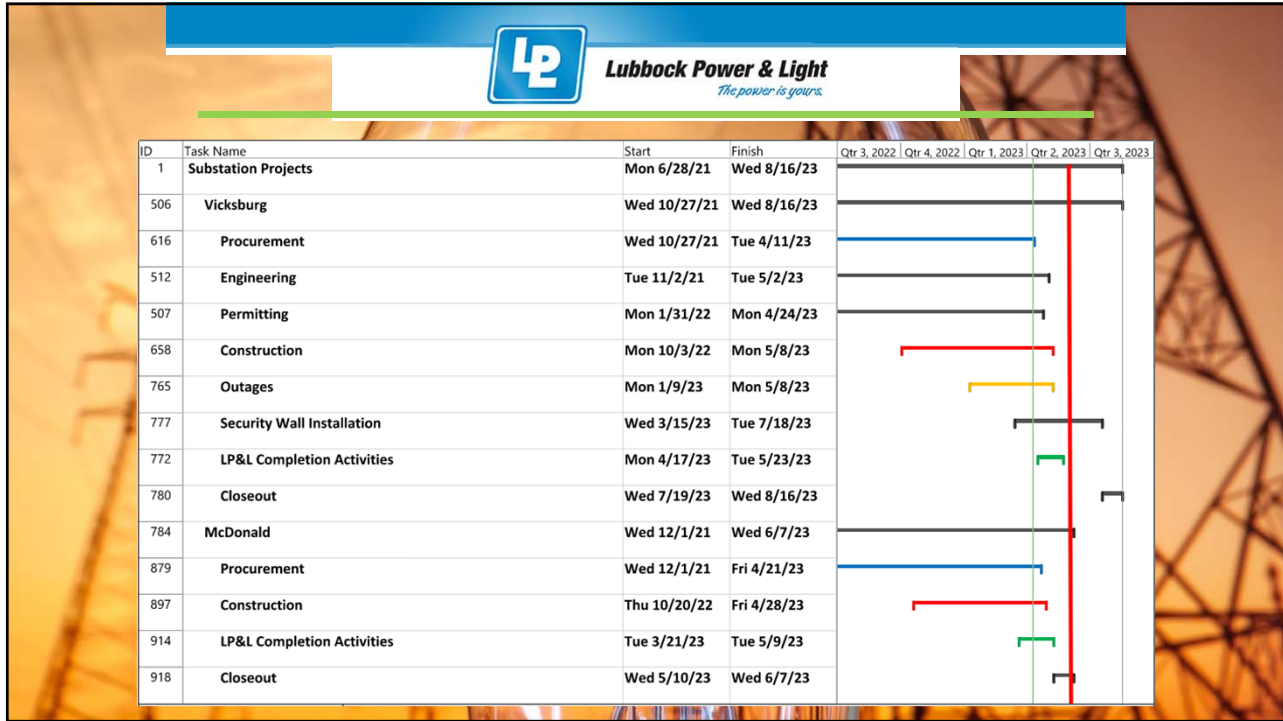 LP
Lubbock Power & Light
The power is yours.
ID Task Name Start Finish Qtr 3, 2022 Qtr 4, 2022 Qtr 1, 2023 Qtr 2, 2023 Qtr 3, 2023
1 Substation Projects Mon 6/28/21 Wed 8/16/23
506 Vicksburg Wed 10/27/21 Wed 8/16/23
616 Procurement Wed 10/27/21 Tue 4/11/23
512 Engineering Tue 11/2/21 Tue 5/2/23
507 Permitting Mon 1/31/22 Mon 4/24/23
658 Construction Mon 10/3/22 Mon 5/8/23
765 Outages Mon 1/9/23 Mon 5/8/23
777 Security Wall Installation Wed 3/15/23 Tue 7/18/23
772 LP&L Completion Activities Mon 4/17/23 Tue 5/23/23
780 Closeout Wed 7/19/23 Wed 8/16/23
784 McDonald Wed 12/1/21 Wed 6/7/23
879 Procurement Wed 12/1/21 Fri 4/21/23
897 Construction Thu 10/20/22 Fri 4/28/23
914 LP&L Completion Activities Tue 3/21/23 Tue 5/9/23
918 Closeout Wed 5/10/23 Wed 6/7/23